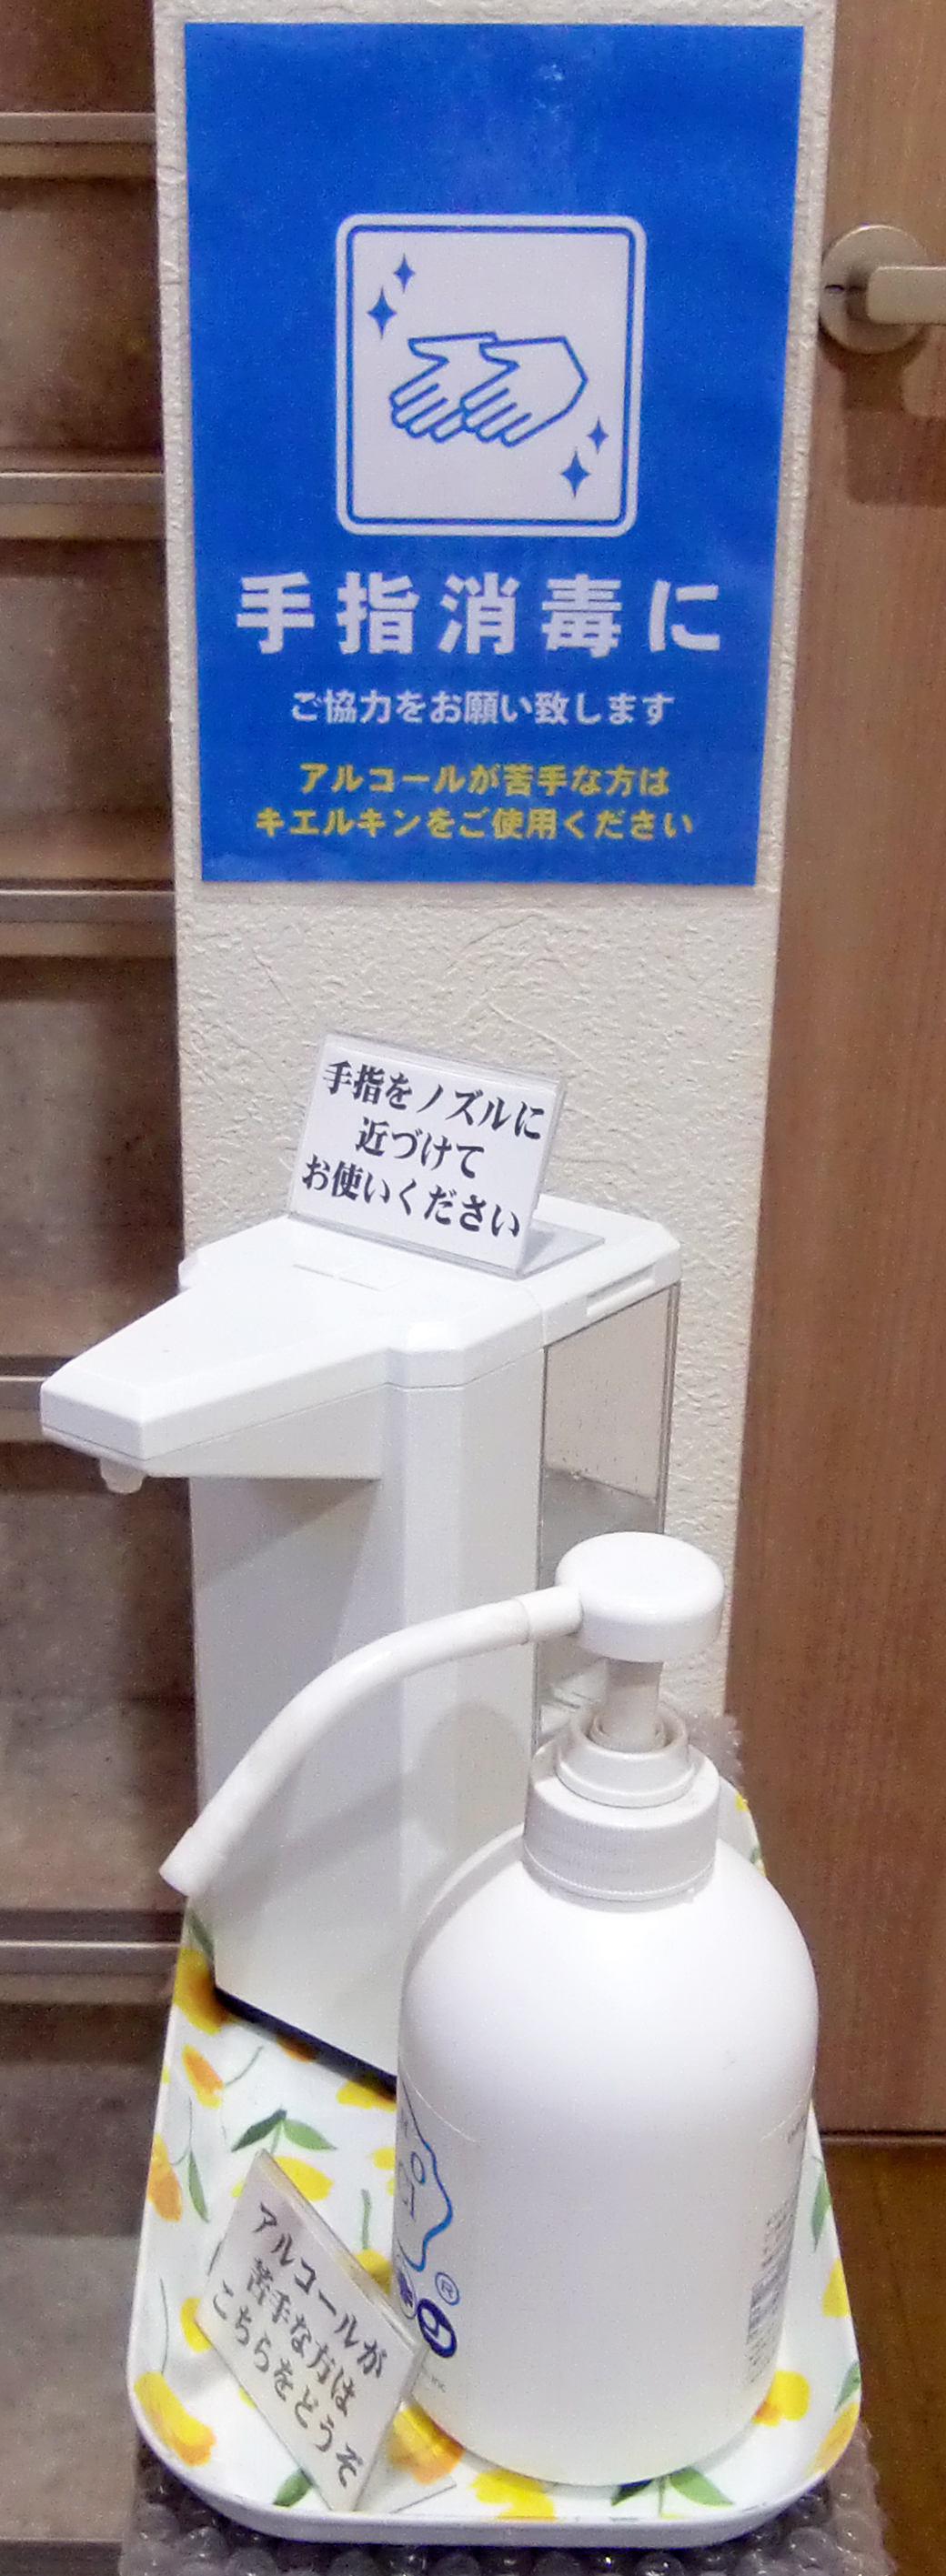 手指消毒に
ご協力をお願い致します
アルコールが苦手な方は
キエルキンをご使用ください
手指をノズルに
近づけて
お使いください
アルコールが
苦手な方は
こちらをどうぞ